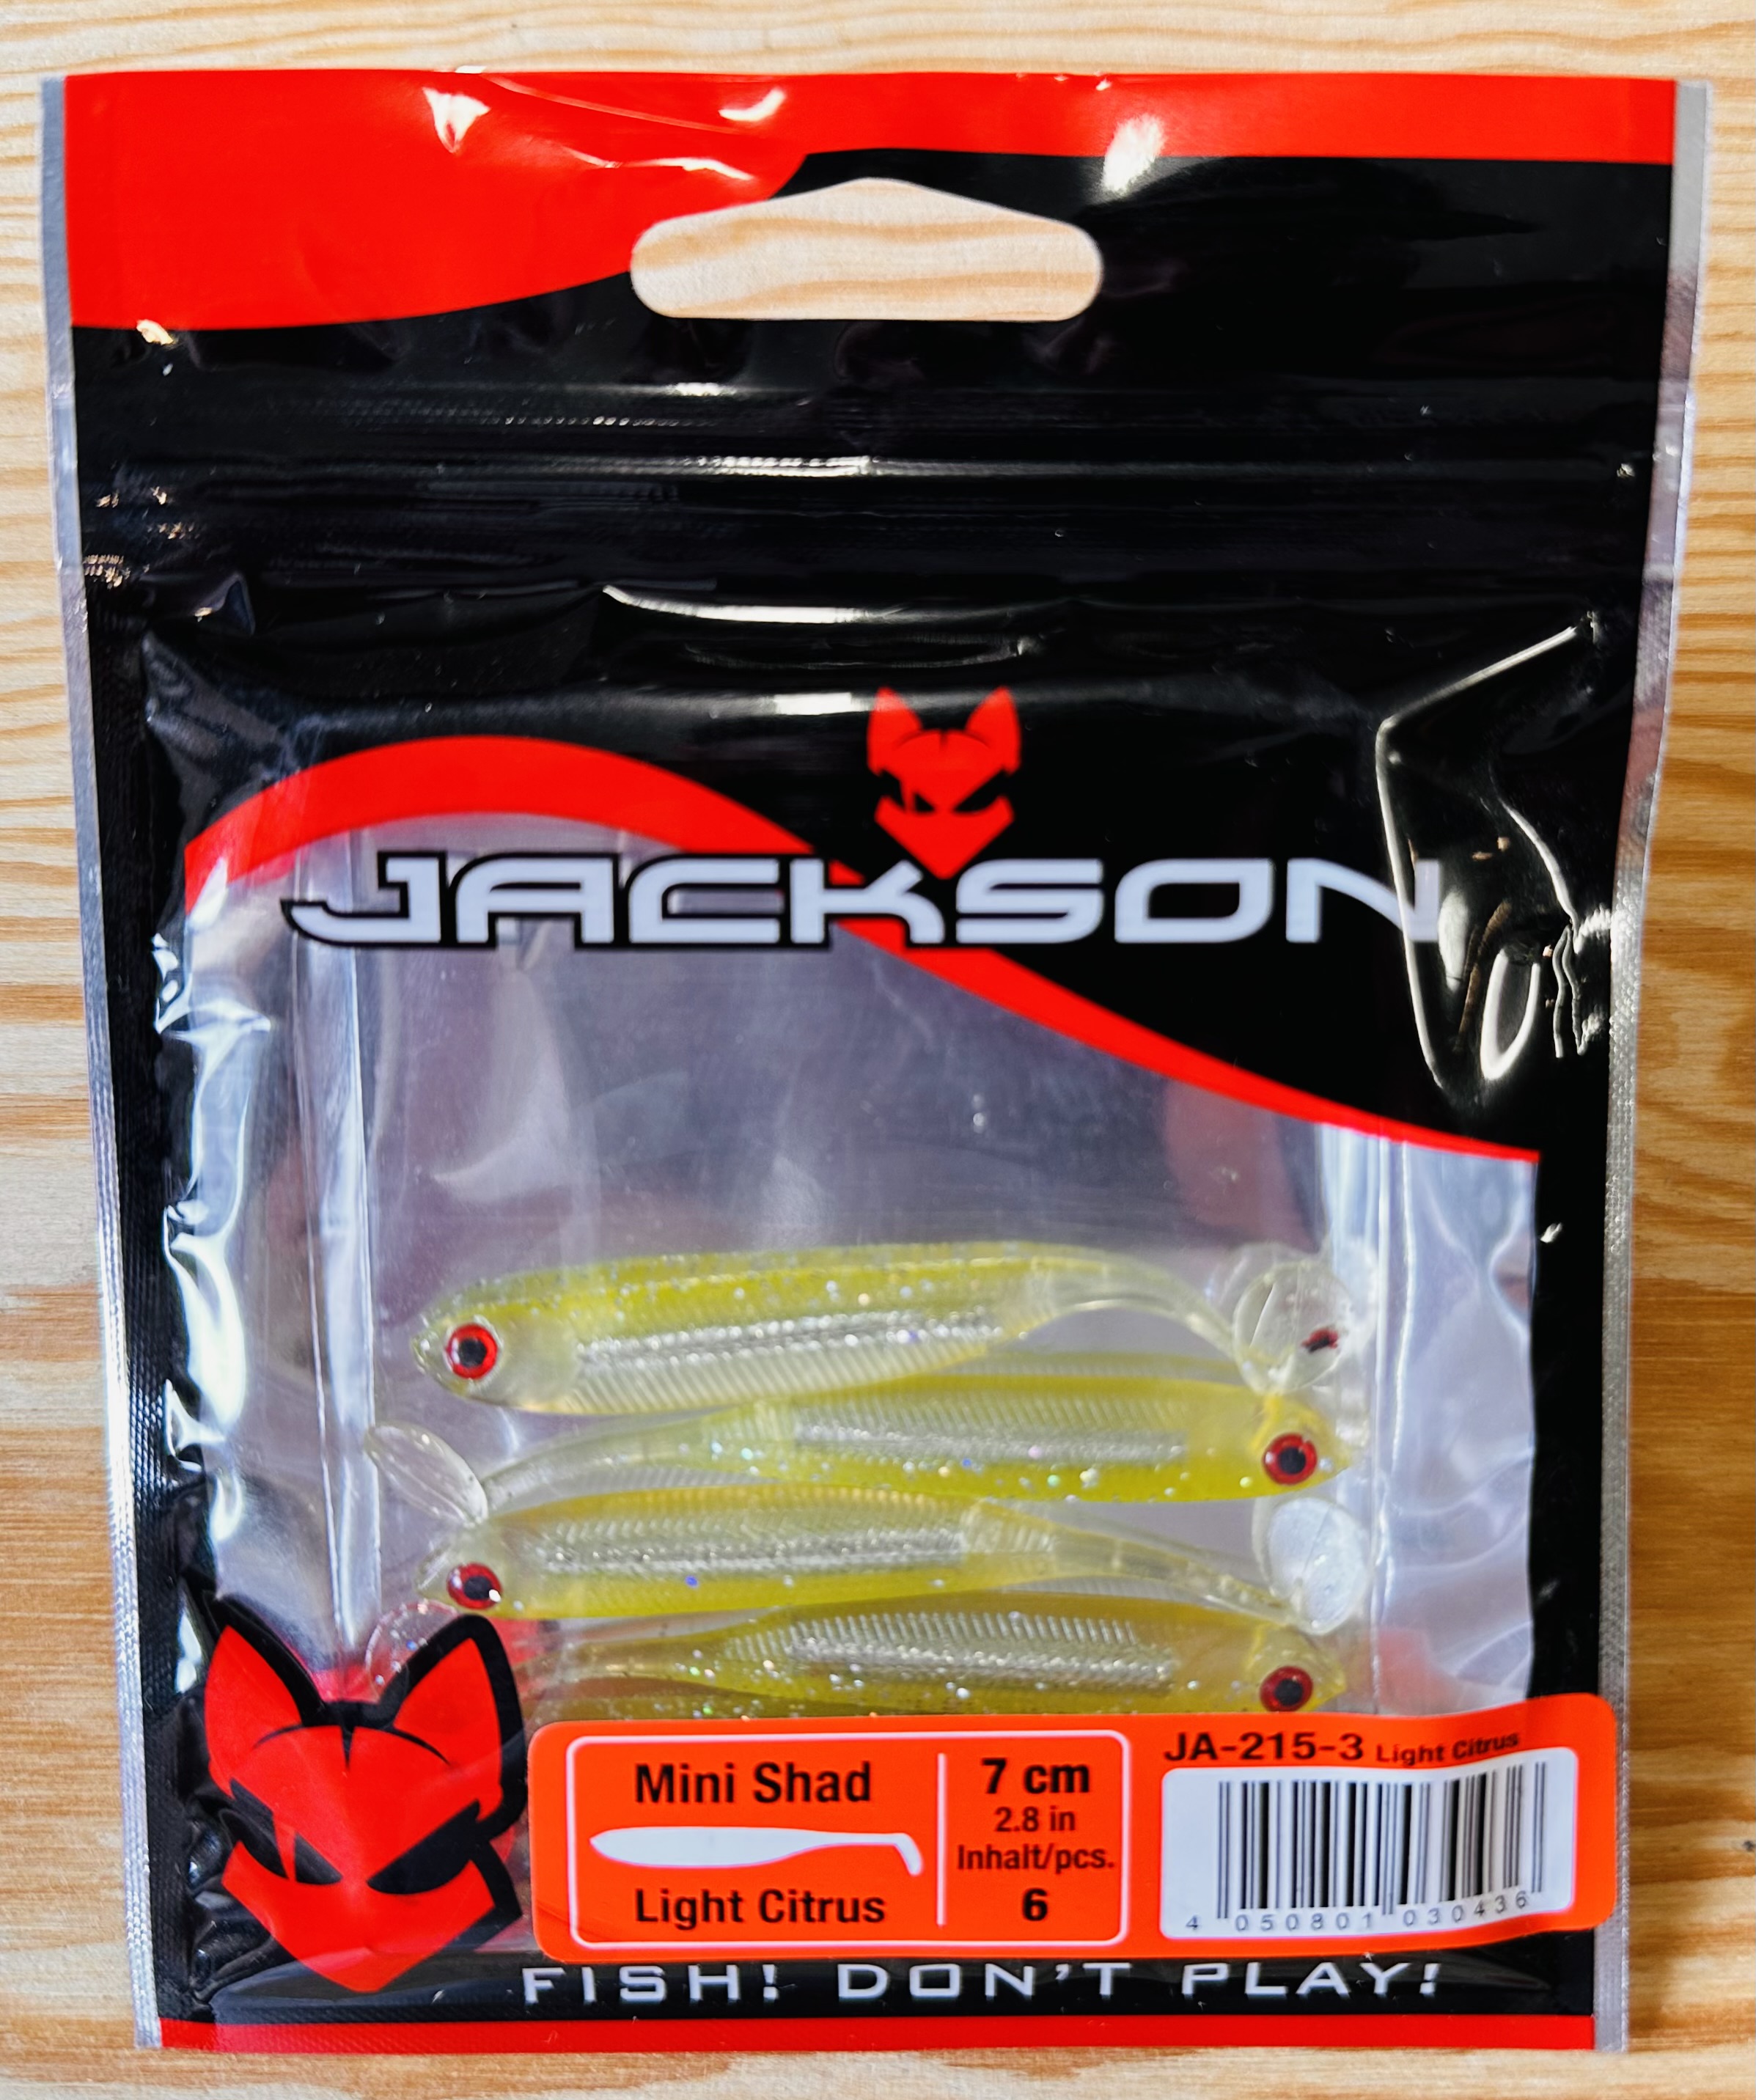 JACKSON
Mini Shad
Light Citrus
7 cm
2.8 in
Inhalt/pcs.
6
JA-215-3 Light Citrus
4 050801 030436
FISH! DON'T PLAY!